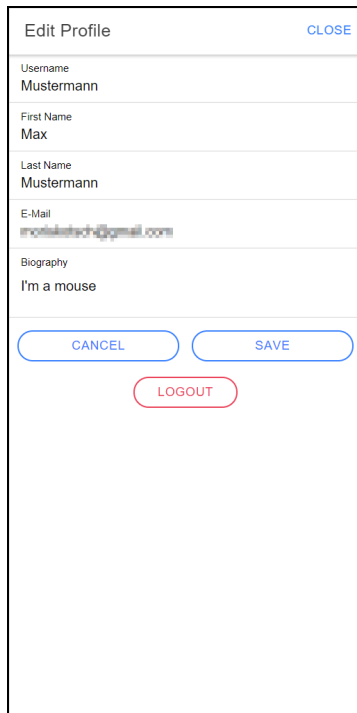 Edit Profile CLOSE
Username
Mustermann
First Name
Max
Last Name
Mustermann
E-Mail
Biography
I'm a mouse
CANCEL SAVE
LOGOUT